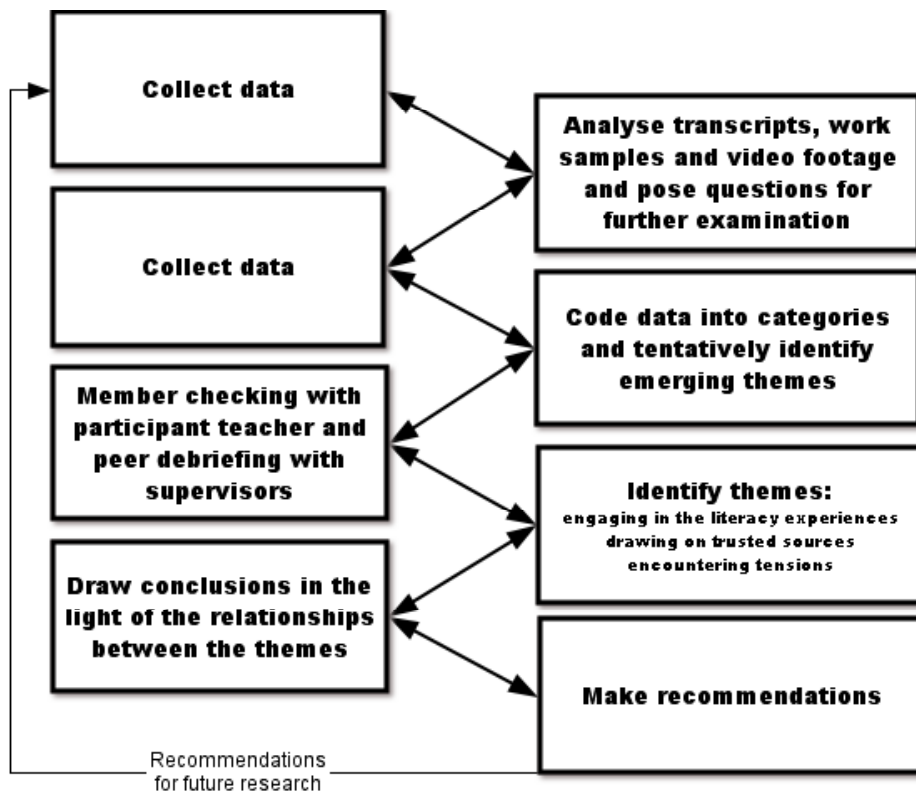 Collect data
Analyse transcripts, work
samples and video footage
and pose questions for
further examination
Collect data
Code data into categories
and tentatively identify
emerging themes
Member checking with
participant teacher and
peer debriefing with
supervisors
Identify themes:
engaging in the literacy experiences
drawing on trusted sources
encountering tensions
Draw conclusions in the
light of the relationships
between the themes
Make recommendations
Recommendations
for future research